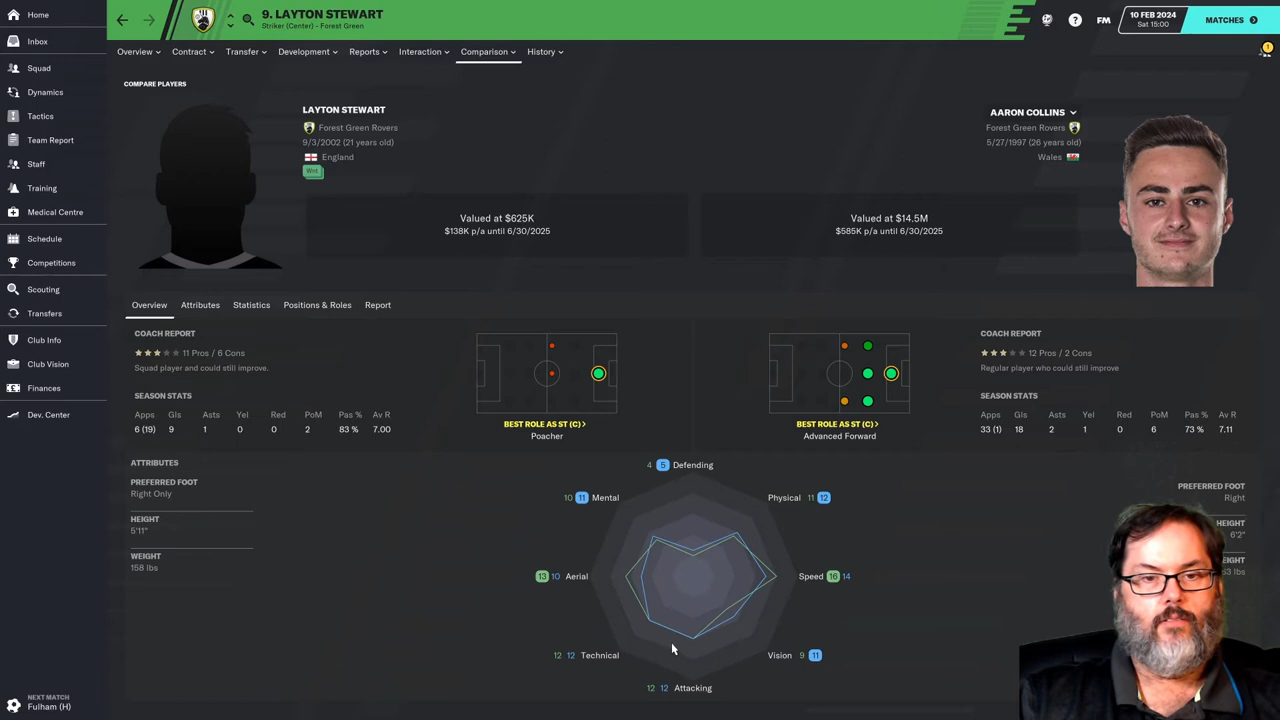 Home
9. LAYTON STEWART
Striker (Center) - Forest Green
FM
10 FEB 2024
Sat 15:00
MATCHES
Inbox
Overview
Contract
Transfer
Development
Reports
Interaction
Comparison
History
1
Squad
Dynamics
Tactics
Team Report
Staff
Training
Medical Centre
Schedule
Competitions
Scouting
Transfers
Club Info
Club Vision
Finances
Dev. Center
NEXT MATCH
Fulham (H)
COMPARE PLAYERS
LAYTON STEWART
Forest Green Rovers
9/3/2002 (21 years old)
England
Wnt
AARON COLLINS
Forest Green Rovers
5/27/1997 (26 years old)
Wales
Valued at $625K
$138K p/a until 6/30/2025
Valued at $14.5M
$585K p/a until 6/30/2025
Overview
Attributes
Statistics
Positions & Roles
Report
COACH REPORT
11 Pros / 6 Cons
Squad player and could still improve.
SEASON STATS
Apps Gls Asts Yel Red PoM Pas % Av R
6 (19) 9 1 0 0 2 83 % 7.00
BEST ROLE AS ST (C)
Poacher
BEST ROLE AS ST (C)
Advanced Forward
COACH REPORT
12 Pros / 2 Cons
Regular player who could still improve
SEASON STATS
Apps Gls Asts Yel Red PoM Pas % Av R
33 (1) 18 2 1 0 6 73 % 7.11
ATTRIBUTES
PREFERRED FOOT
Right Only
HEIGHT
5'11"
WEIGHT
158 lbs
4 5 Defending
10 11 Mental
Physical 11 12
13 10 Aerial
Speed 16 14
12 12 Technical
Vision 9 11
12 12 Attacking
PREFERRED FOOT
Right
HEIGHT
6'2"